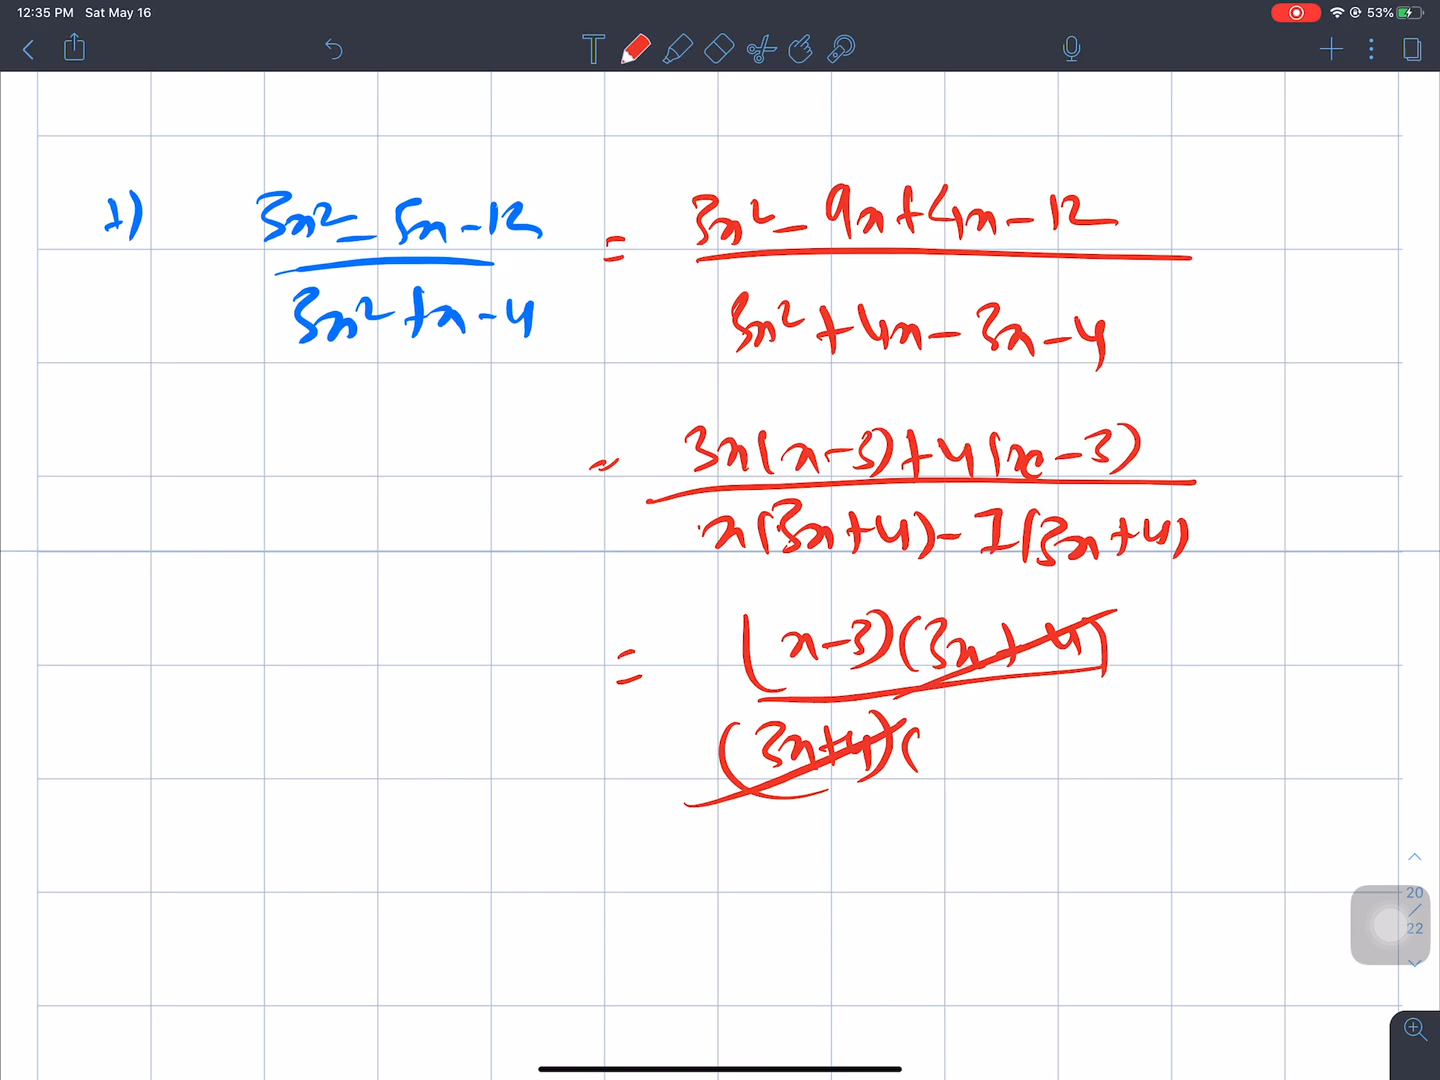 12:35 PM Sat May 16
53%
3x² - 5x - 12 = 3x² - 9x + 4x - 12
3x² + x - 4
3x² + 4x - 3x - 4
= 3x(x-3) + 4(x-3)
x(3x+4) - 1(3x+4)
= (x-3)(3x+4)
(3x+4)(
20
/
22